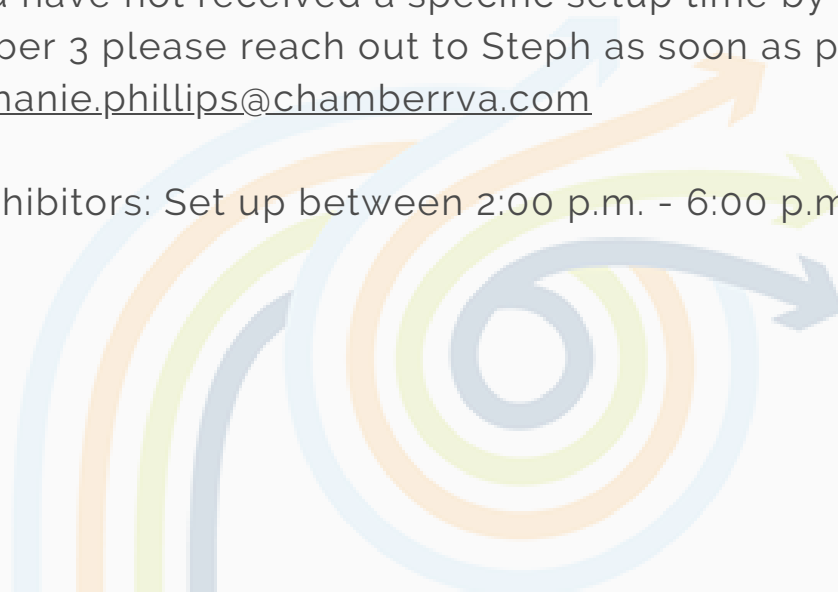 have not received a specific setup time by
3 please reach out to Steph as soon as
hanie.phillips@chamberrva.com
hibitors: Set up between 2:00 p.m. - 6:00 p.m